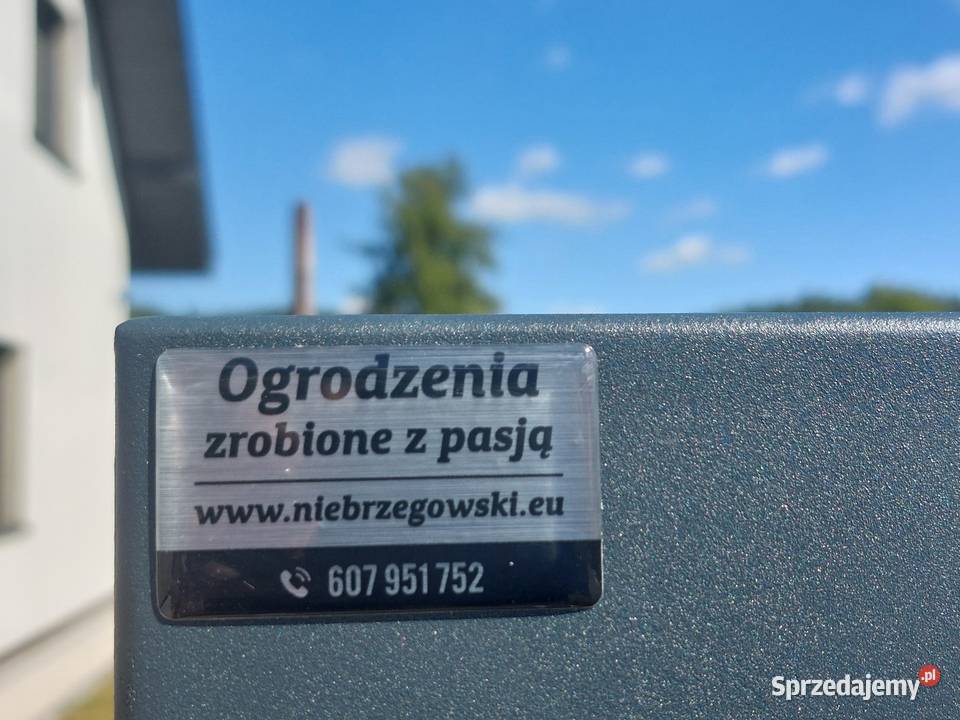 Ogrodzenia
zrobione z pasją
www.niebrzegowski.eu
607 951 752
Sprzedajemy.pl